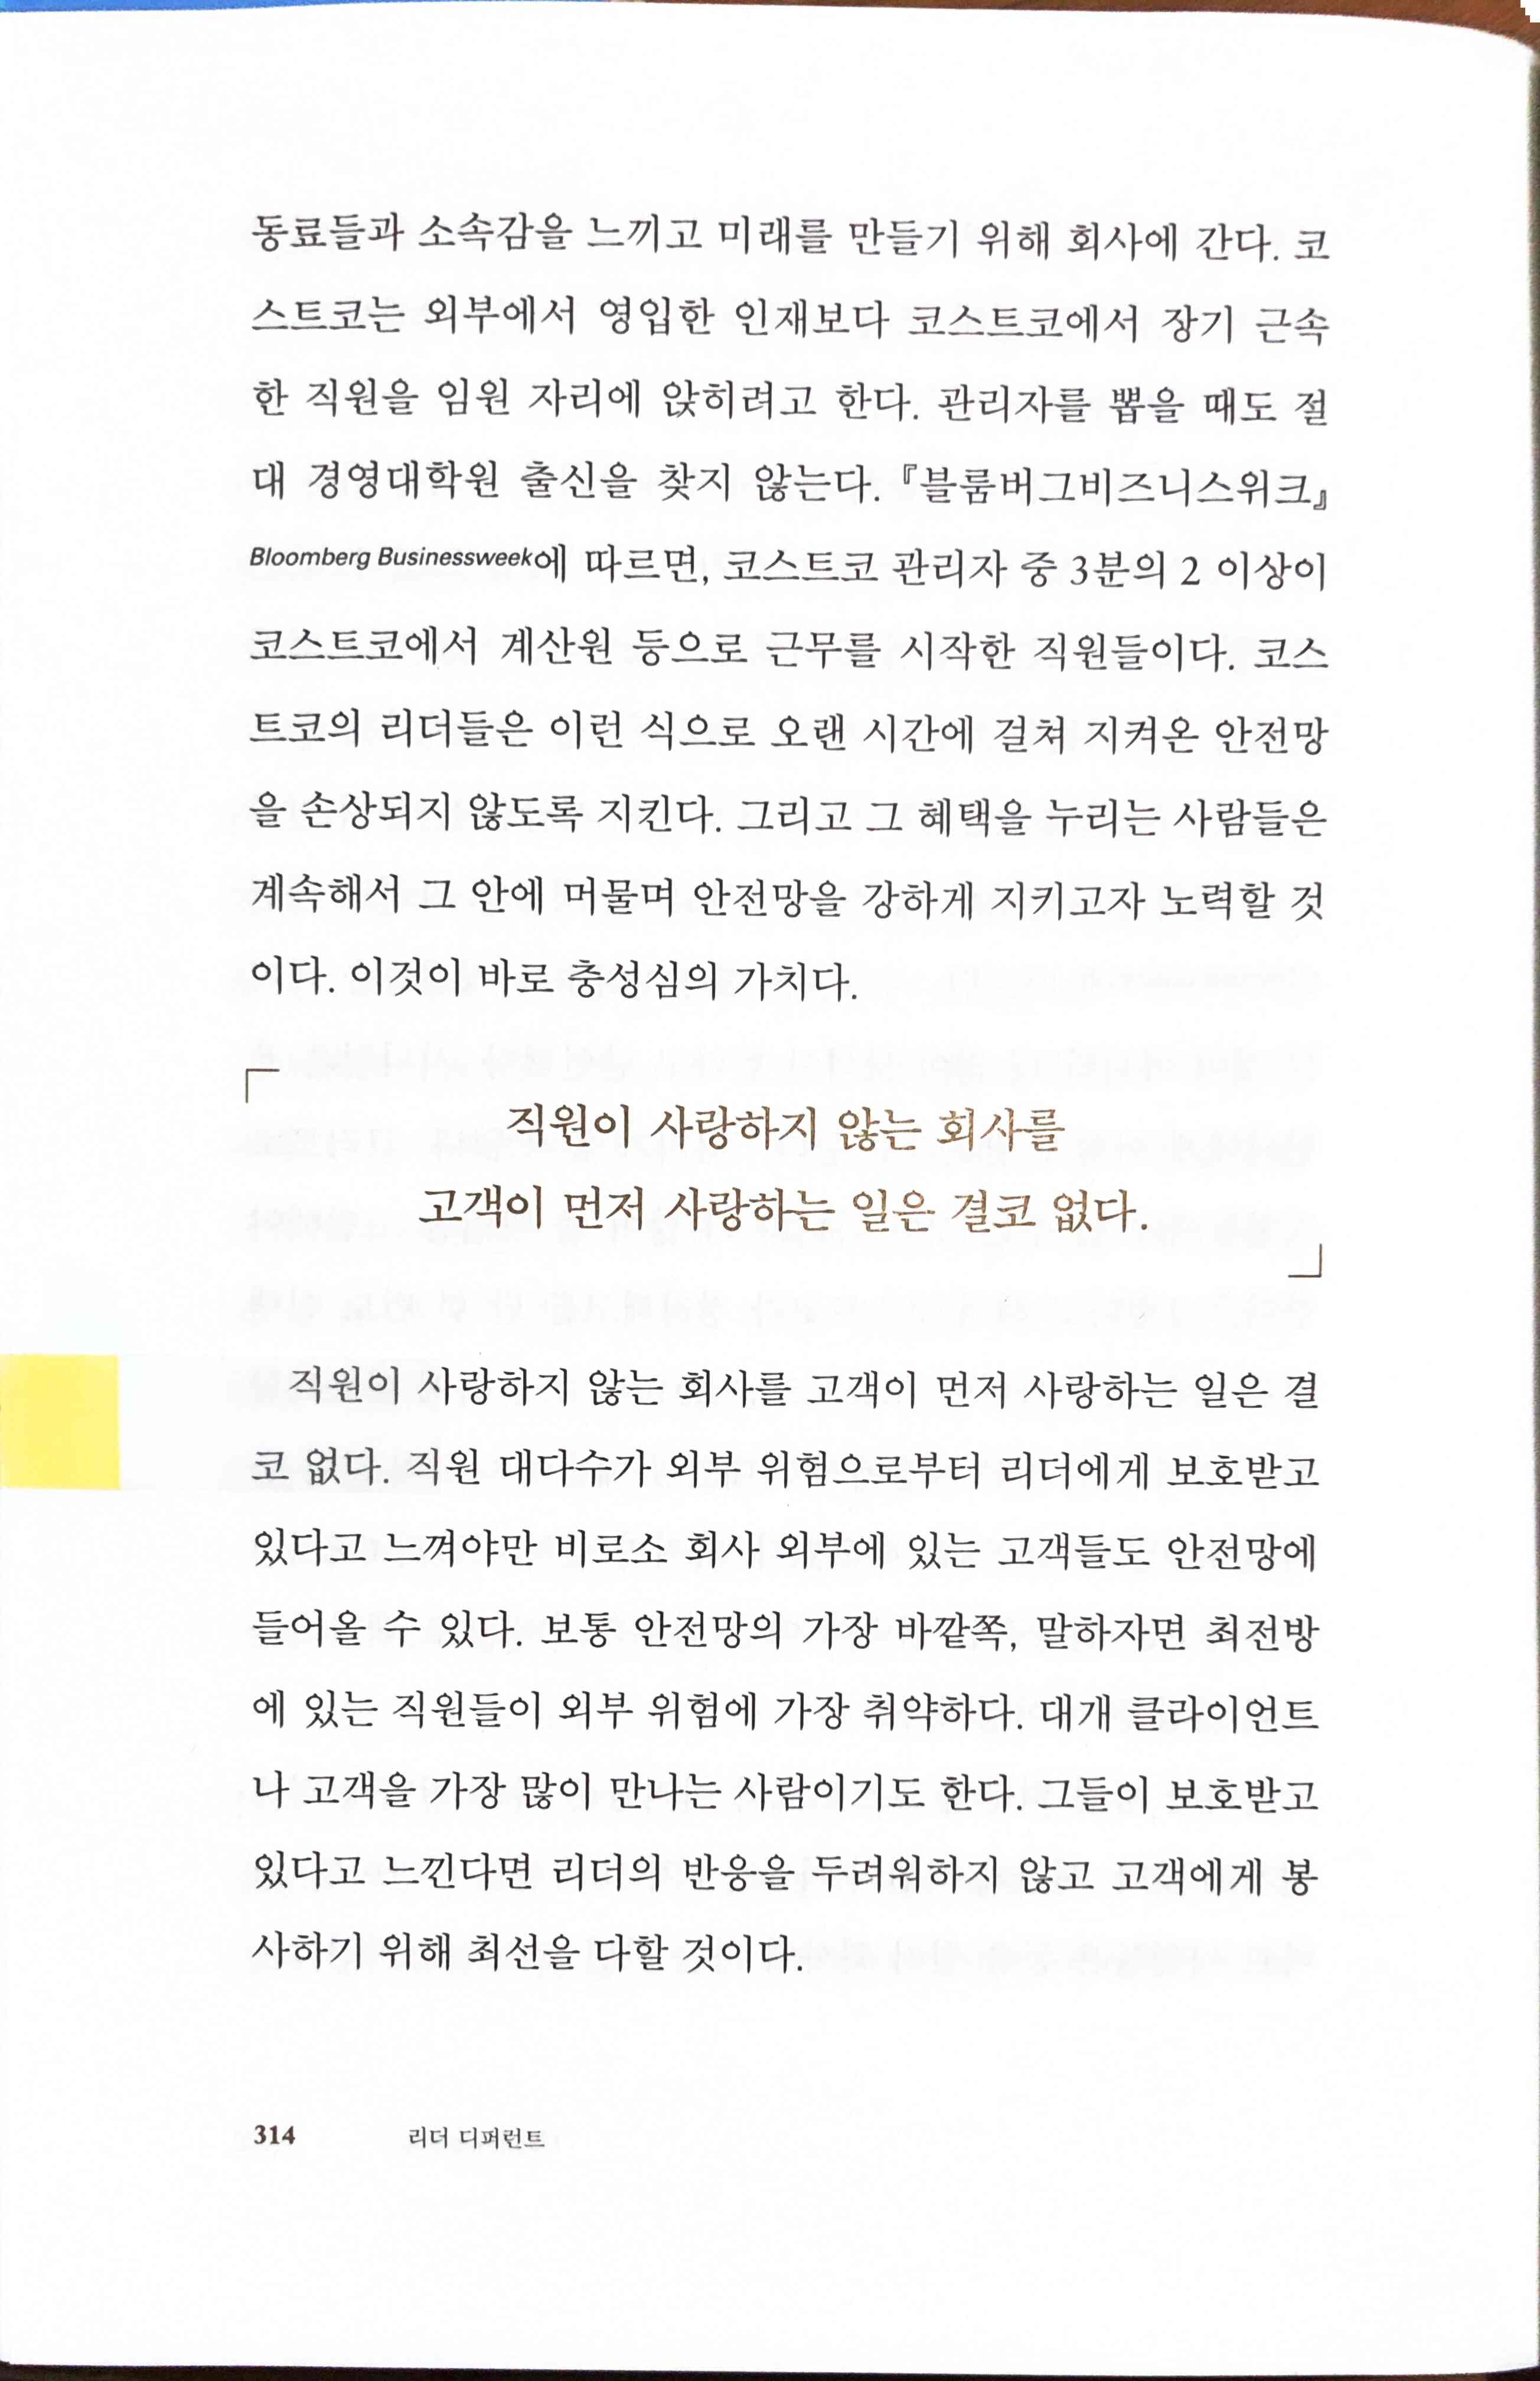 동료들과 소속감을 느끼고 미래를 만들기 위해 회사에 간다. 코
스트코는 외부에서 영입한 인재보다 코스트코에서 장기 근속
한 직원을 임원 자리에 앉히려고 한다. 관리자를 뽑을 때도 절
대 경영대학원 출신을 찾지 않는다. 『블룸버그비즈니스위크』
Bloomberg Businessweek에 따르면, 코스트코 관리자 중 3분의 2 이상이
코스트코에서 계산원 등으로 근무를 시작한 직원들이다. 코스
트코의 리더들은 이런 식으로 오랜 시간에 걸쳐 지켜온 안전망
을 손상되지 않도록 지킨다. 그리고 그 혜택을 누리는 사람들은
계속해서 그 안에 머물며 안전망을 강하게 지키고자 노력할 것
이다. 이것이 바로 충성심의 가치다.
「직원이 사랑하지 않는 회사를
고객이 먼저 사랑하는 일은 결코 없다.」
직원이 사랑하지 않는 회사를 고객이 먼저 사랑하는 일은 결
코 없다. 직원 대다수가 외부 위험으로부터 리더에게 보호받고
있다고 느껴야만 비로소 회사 외부에 있는 고객들도 안전망에
들어올 수 있다. 보통 안전망의 가장 바깥쪽, 말하자면 최전방
에 있는 직원들이 외부 위험에 가장 취약하다. 대개 클라이언트
나 고객을 가장 많이 만나는 사람이기도 한다. 그들이 보호받고
있다고 느낀다면 리더의 반응을 두려워하지 않고 고객에게 봉
사하기 위해 최선을 다할 것이다.
314 리더 디퍼런트